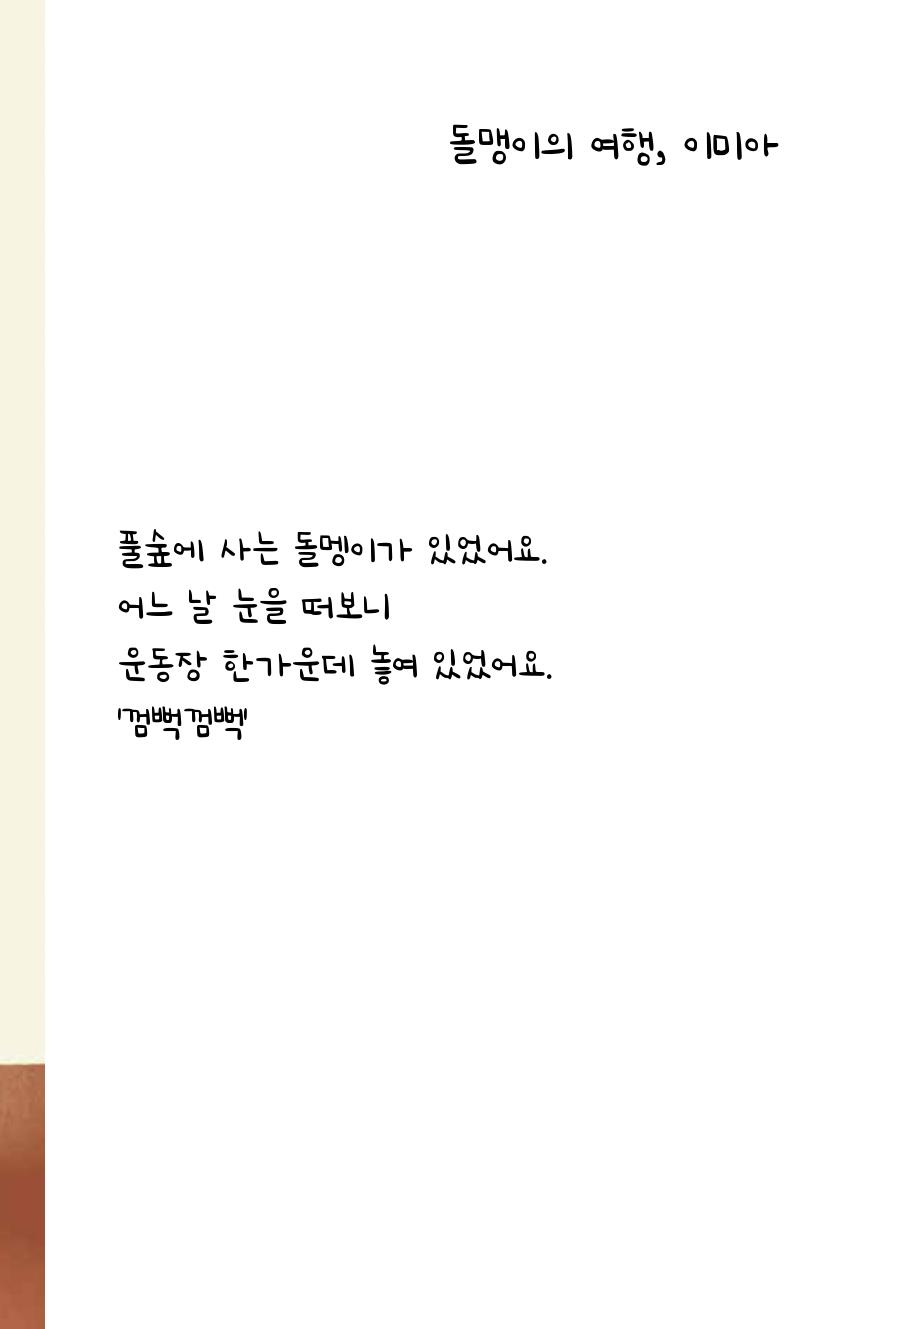 돌맹이의 여행, 이미아
풀숲에 사는 돌멩이가 있었어요.
어느 날 눈을 떠보니
운동장 한가운데 놓여 있었어요.
'껌뻑껌뻑'